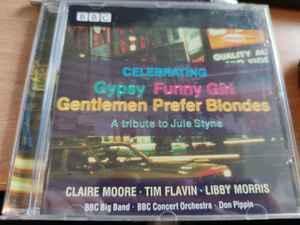 BBC
QUALITY
CELEBRATING
Gypsy Funny Girl
Gentlemen Prefer Blondes
A tribute to Jule Styne
CLAIRE MOORE · TIM FLAVIN · LIBBY MORRIS
BBC Big Band · BBC Concert Orchestra · Don Pippin